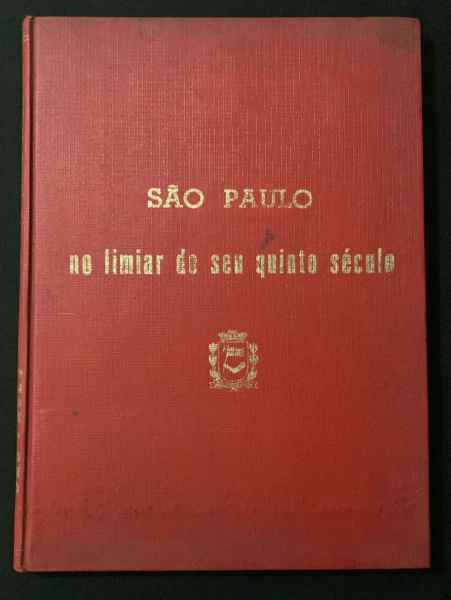 SÃO PAULO
no limiar do seu quinto século